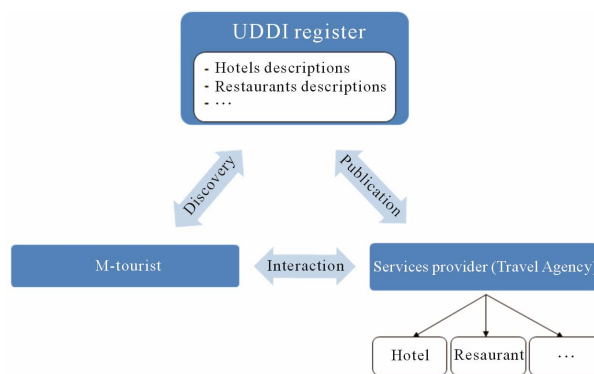 UDDI register
- Hotels descriptions
- Restaurants descriptions
- ...
Discovery
Publication
M-tourist
Interaction
Services provider (Travel Agency)
Hotel
Resaurant
...